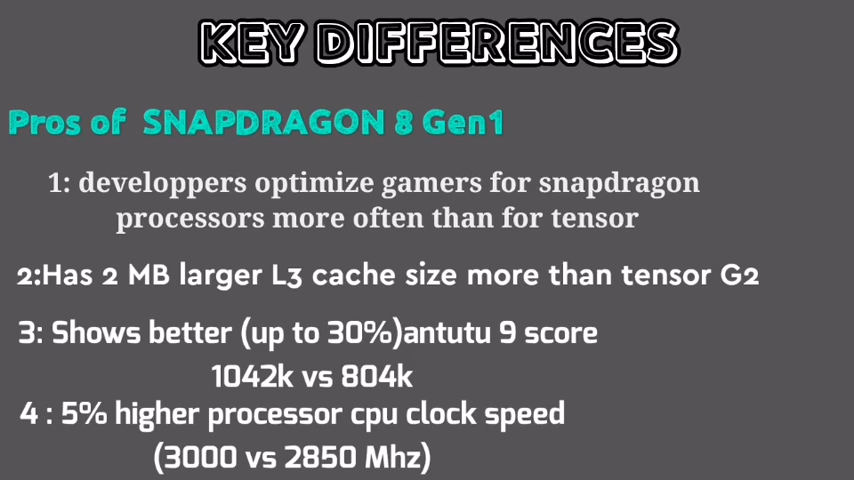 KEY DIFFERENCES
Pros of SNAPDRAGON 8 Gen1
1: developpers optimize gamers for snapdragon
processors more often than for tensor
2:Has 2 MB larger L3 cache size more than tensor G2
3: Shows better (up to 30%)antutu 9 score
1042k vs 804k
4 : 5% higher processor cpu clock speed
(3000 vs 2850 Mhz)